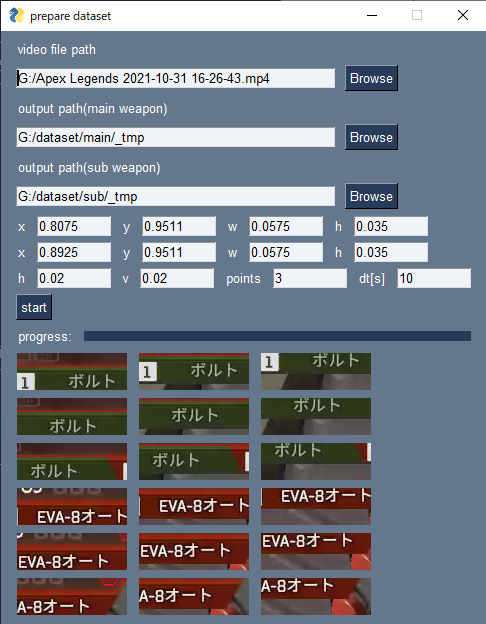 prepare dataset
video file path
G:/Apex Legends 2021-10-31 16-26-43.mp4 Browse
output path(main weapon)
G:/dataset/main/_tmp Browse
output path(sub weapon)
G:/dataset/sub/_tmp Browse
x 0.8075 y 0.9511 w 0.0575 h 0.035
x 0.8925 y 0.9511 w 0.0575 h 0.035
h 0.02 v 0.02 points 3 dt[s] 10
start
progress:
1 ボルト 1 ボルト 1 ボルト
ボルト ボルト ボルト
ボルト ボルト ボルト
EVA-8オート EVA-8オート EVA-8オート
EVA-8オート EVA-8オート EVA-8オート
A-8オート A-8オート A-8オート